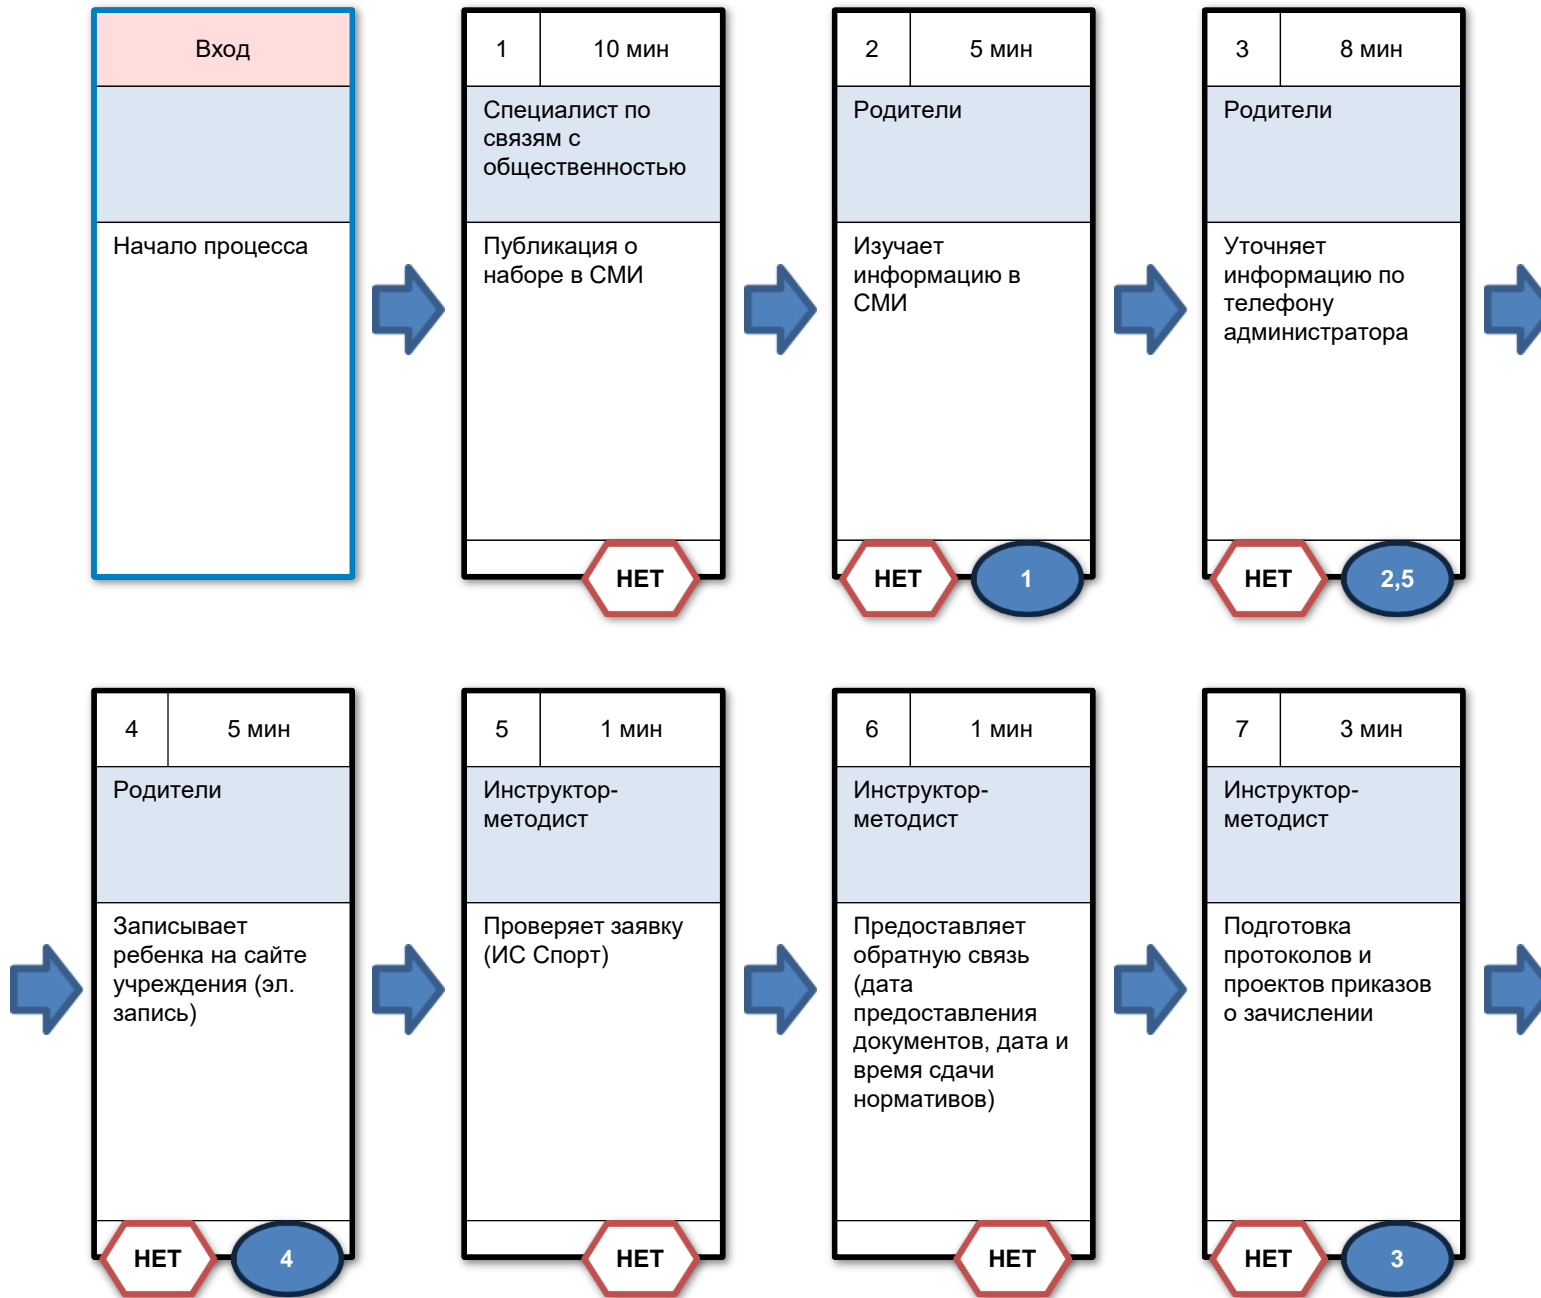 Вход
Начало процесса
1
10 мин
Специалист по
связям с
общественностью
Публикация о
наборе в СМИ
НЕТ
2
5 мин
Родители
Изучает
информацию в
СМИ
НЕТ
1
3
8 мин
Родители
Уточняет
информацию по
телефону
администратора
НЕТ
2,5
4
5 мин
Родители
Записывает
ребенка на сайте
учреждения (эл.
запись)
НЕТ
4
5
1 мин
Инструктор-
методист
Проверяет заявку
(ИС Спорт)
НЕТ
6
1 мин
Инструктор-
методист
Предоставляет
обратную связь
(дата
предоставления
документов, дата и
время сдачи
нормативов)
НЕТ
7
3 мин
Инструктор-
методист
Подготовка
протоколов и
проектов приказов
о зачислении
НЕТ
3